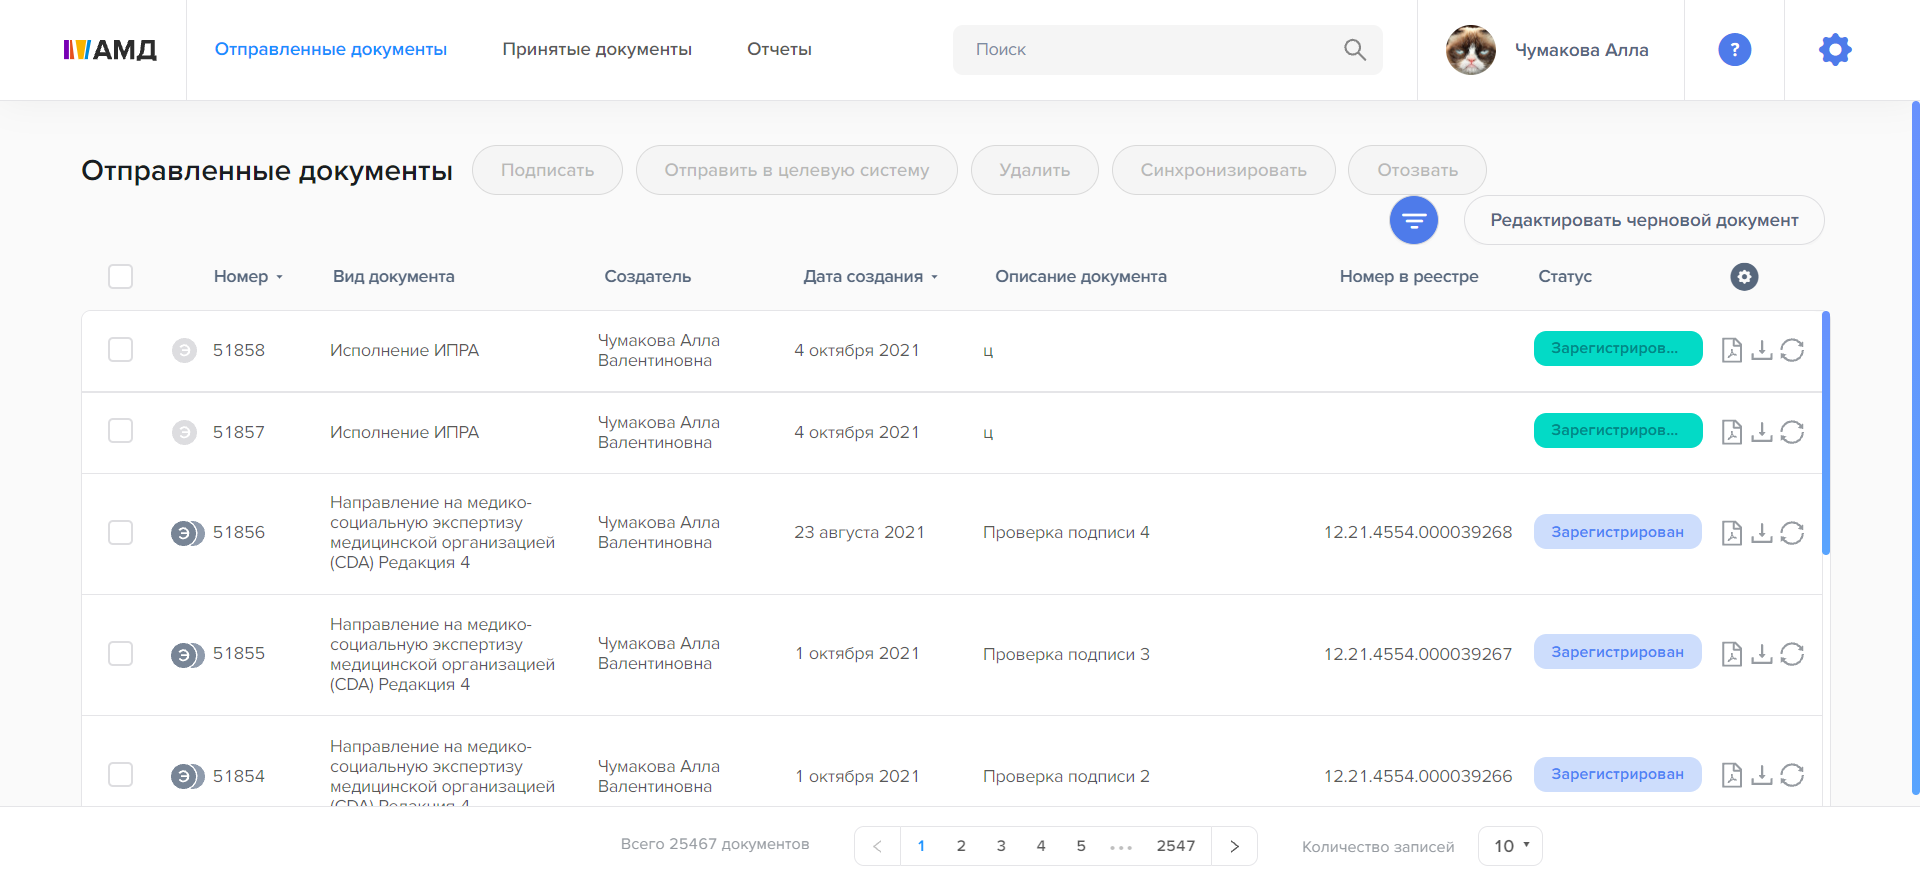 АМД
Отправленные документы
Принятые документы
Отчеты
Поиск
Чумакова Алла
?
Отправленные документы
Подписать
Отправить в целевую систему
Удалить
Синхронизировать
Отозвать
Редактировать черновой документ
Номер
Вид документа
Создатель
Дата создания
Описание документа
Номер в реестре
Статус
Э
51858
Исполнение ИПРА
Чумакова Алла
Валентиновна
4 октября 2021
ц
Зарегистриров...
Э
51857
Исполнение ИПРА
Чумакова Алла
Валентиновна
4 октября 2021
ц
Зарегистриров...
Э
51856
Направление на медико-
социальную экспертизу
медицинской организацией
(CDA) Редакция 4
Чумакова Алла
Валентиновна
23 августа 2021
Проверка подписи 4
12.21.4554.000039268
Зарегистрирован
Э
51855
Направление на медико-
социальную экспертизу
медицинской организацией
(CDA) Редакция 4
Чумакова Алла
Валентиновна
1 октября 2021
Проверка подписи 3
12.21.4554.000039267
Зарегистрирован
Э
51854
Направление на медико-
социальную экспертизу
медицинской организацией
(CDA) Редакция 4
Чумакова Алла
Валентиновна
1 октября 2021
Проверка подписи 2
12.21.4554.000039266
Зарегистрирован
Всего 25467 документов
< 1 2 3 4 5 ••• 2547 >
Количество записей
10